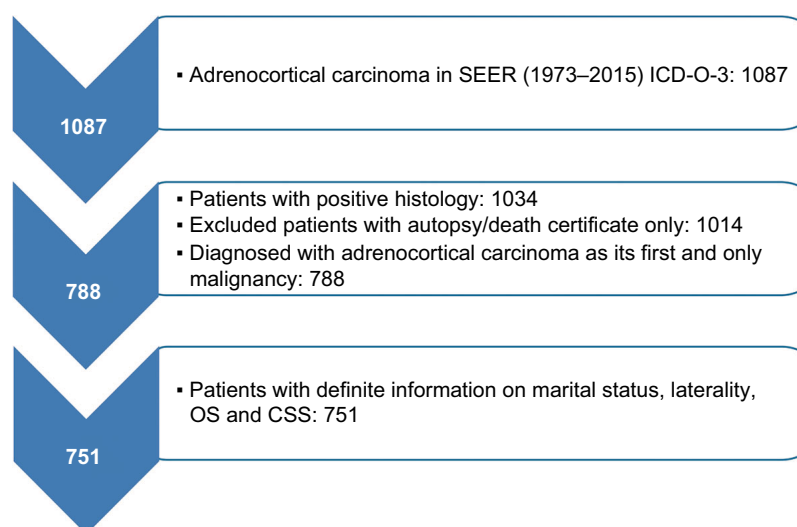 ▪ Adrenocortical carcinoma in SEER (1973–2015) ICD-O-3: 1087
1087
▪ Patients with positive histology: 1034
▪ Excluded patients with autopsy/death certificate only: 1014
▪ Diagnosed with adrenocortical carcinoma as its first and only
malignancy: 788
788
▪ Patients with definite information on marital status, laterality,
OS and CSS: 751
751